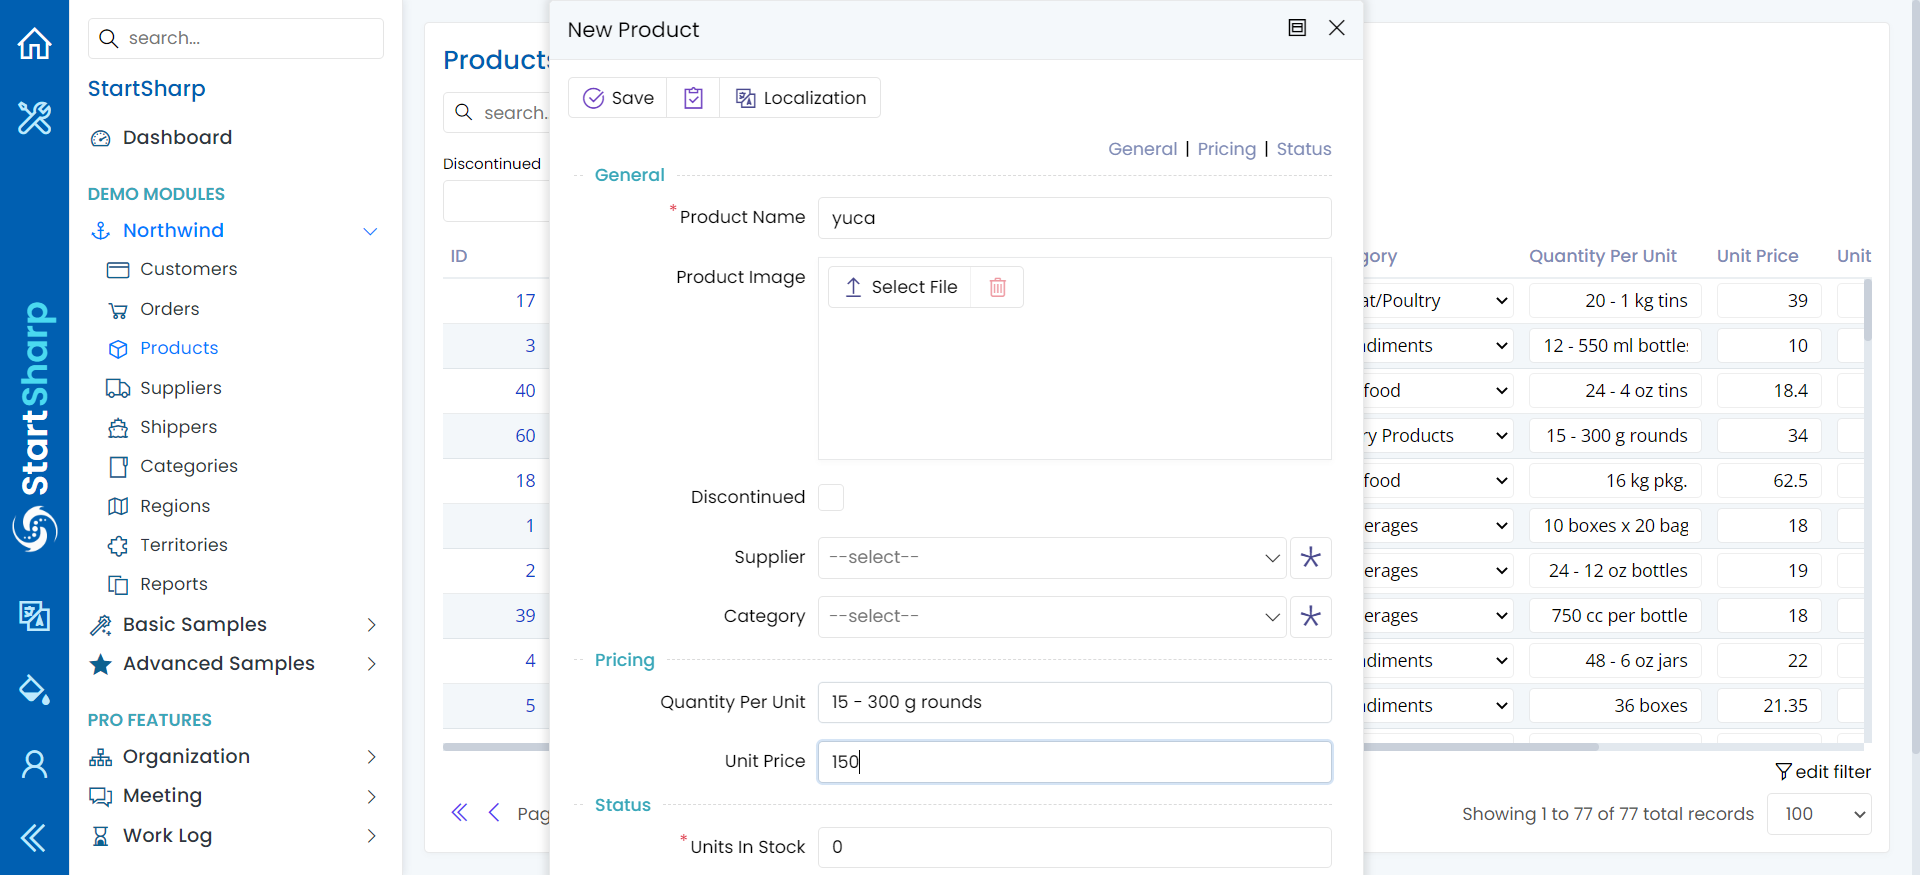 search...
StartSharp
Dashboard
DEMO MODULES
Northwind
Customers
Orders
Products
Suppliers
Shippers
Categories
Regions
Territories
Reports
Basic Samples
Advanced Samples
PRO FEATURES
Organization
Meeting
Work Log
StartSharp
Products
search.
Discontinued
ID
17
3
40
60
18
1
2
39
4
5
New Product
Save
Localization
General | Pricing | Status
General
* Product Name yuca
Product Image
Select File
Discontinued
Supplier --select--
Category --select--
Pricing
Quantity Per Unit 15 - 300 g rounds
Unit Price 150
Status
* Units In Stock 0
gory Quantity Per Unit Unit Price Unit
at/Poultry 20 - 1 kg tins 39
diments 12 - 550 ml bottles 10
food 24 - 4 oz tins 18.4
ry Products 15 - 300 g rounds 34
food 16 kg pkg. 62.5
erages 10 boxes x 20 bag 18
erages 24 - 12 oz bottles 19
erages 750 cc per bottle 18
diments 48 - 6 oz jars 22
diments 36 boxes 21.35
edit filter
Pag
Showing 1 to 77 of 77 total records 100